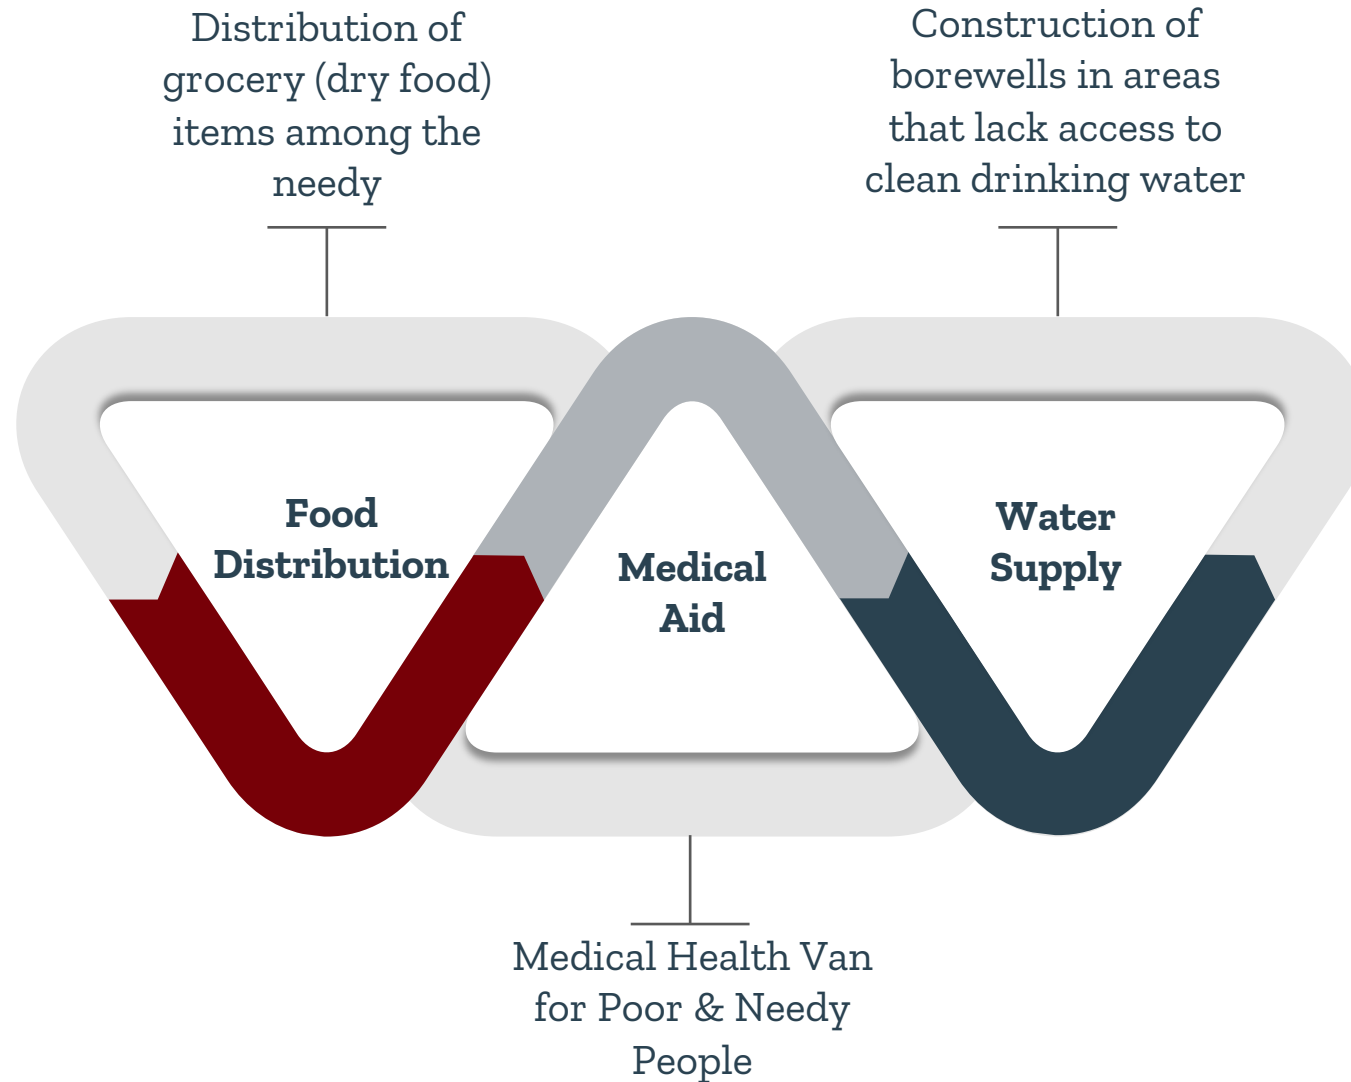 Distribution of
grocery (dry food)
items among the
needy
Construction of
borewells in areas
that lack access to
clean drinking water
Food
Distribution
Medical
Aid
Water
Supply
Medical Health Van
for Poor & Needy
People